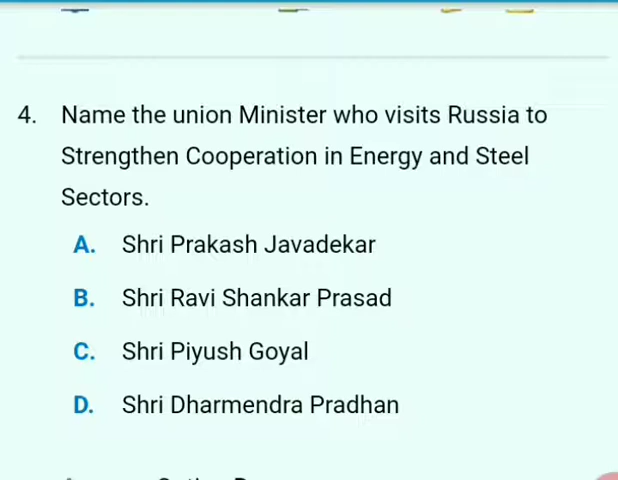 4. Name the union Minister who visits Russia to
Strengthen Cooperation in Energy and Steel
Sectors.
A. Shri Prakash Javadekar
B. Shri Ravi Shankar Prasad
C. Shri Piyush Goyal
D. Shri Dharmendra Pradhan